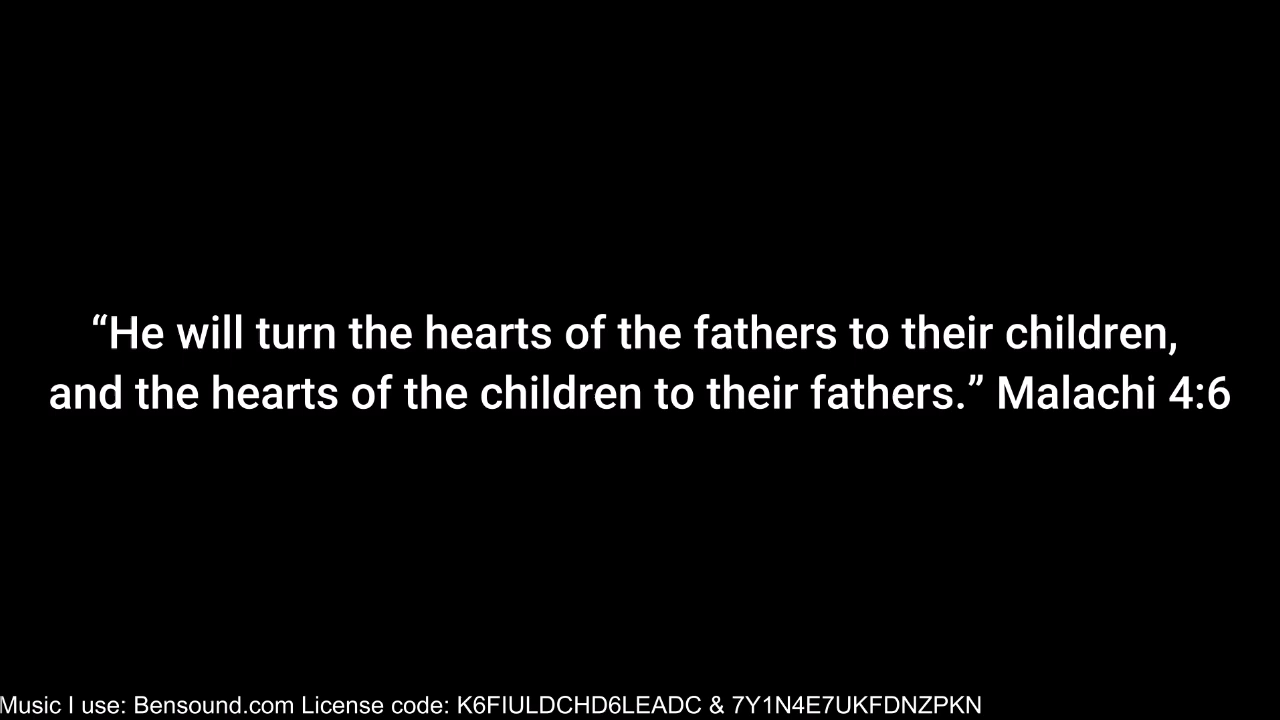 “He will turn the hearts of the fathers to their children,
and the hearts of the children to their fathers.” Malachi 4:6
Music I use: Bensound.com License code: K6FIULDCHD6LEADC & 7Y1N4E7UKFDNZPKN